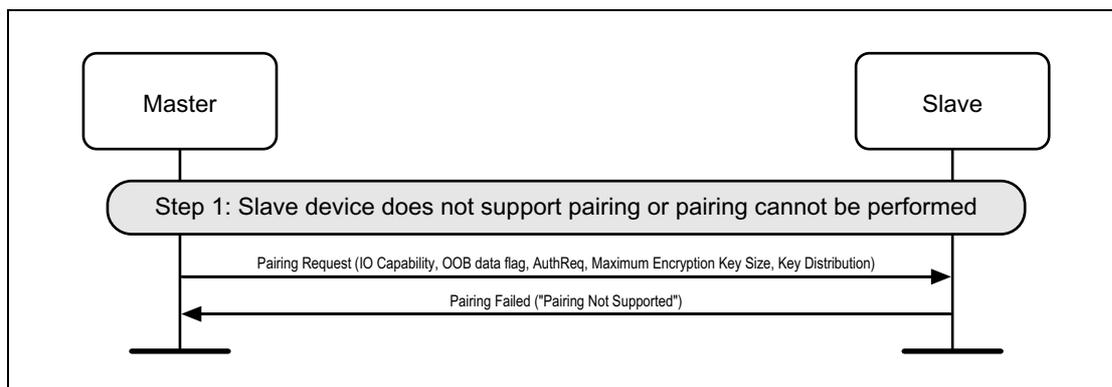 Master
Slave
Step 1: Slave device does not support pairing or pairing cannot be performed
Pairing Request (IO Capability, OOB data flag, AuthReq, Maximum Encryption Key Size, Key Distribution)
Pairing Failed ("Pairing Not Supported")